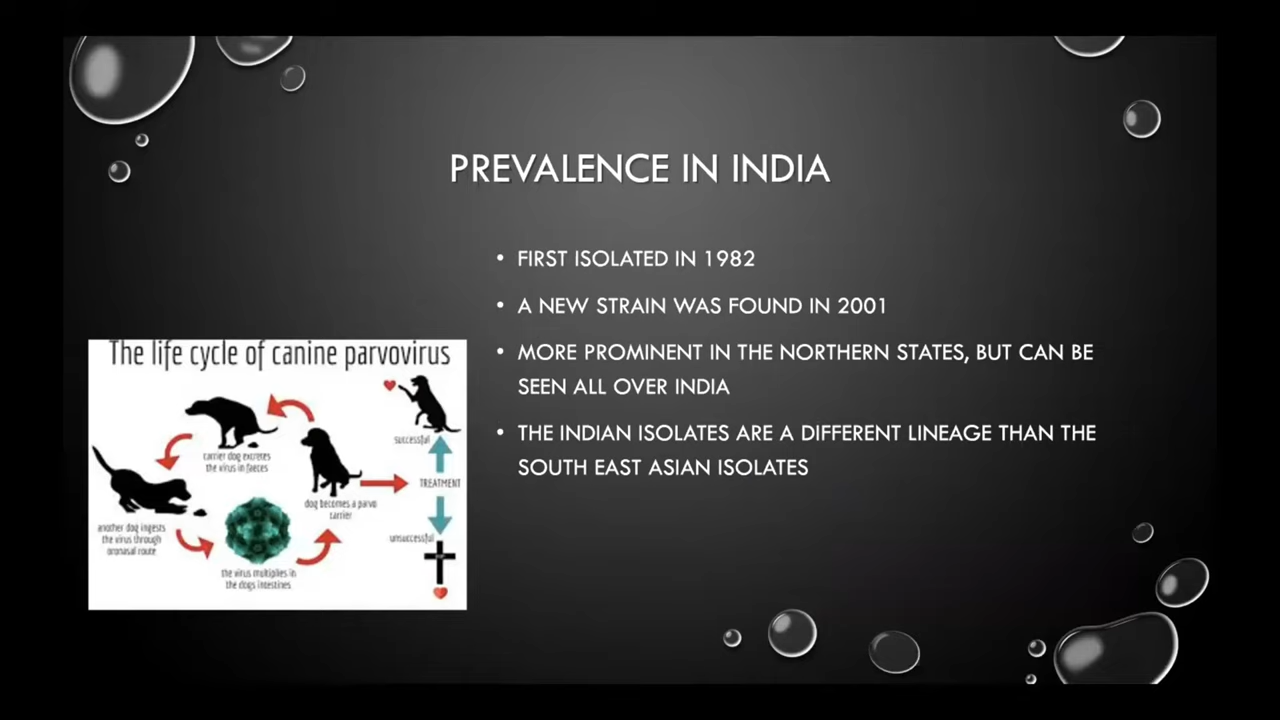 PREVALENCE IN INDIA
• FIRST ISOLATED IN 1982
• A NEW STRAIN WAS FOUND IN 2001
• MORE PROMINENT IN THE NORTHERN STATES, BUT CAN BE
SEEN ALL OVER INDIA
• THE INDIAN ISOLATES ARE A DIFFERENT LINEAGE THAN THE
SOUTH EAST ASIAN ISOLATES
The life cycle of canine parvovirus
successful
carrier dog excretes
the virus in faeces
TREATMENT
dog becomes a parvo
carrier
another dog ingests
the virus through
oronasal route
unsuccessful
the virus multiplies in
the dogs intestines